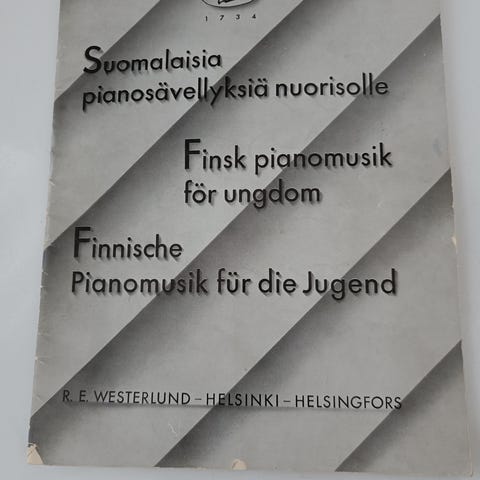 1734
Suomalaisia
pianosävellyksiä nuorisolle
Finsk pianomusik
för ungdom
Finnische
Pianomusik für die Jugend
R. E. WESTERLUND – HELSINKI – HELSINGFORS